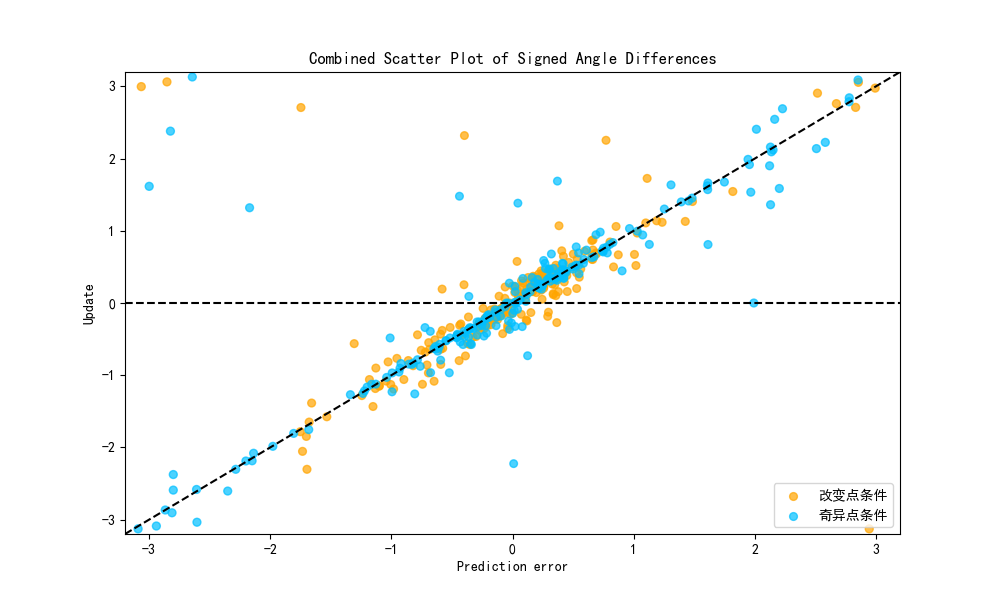 Combined Scatter Plot of Signed Angle Differences
3
2
1
0
−1
−2
−3
Update
−3
−2
−1
0
1
2
3
Prediction error
改变点条件
奇异点条件